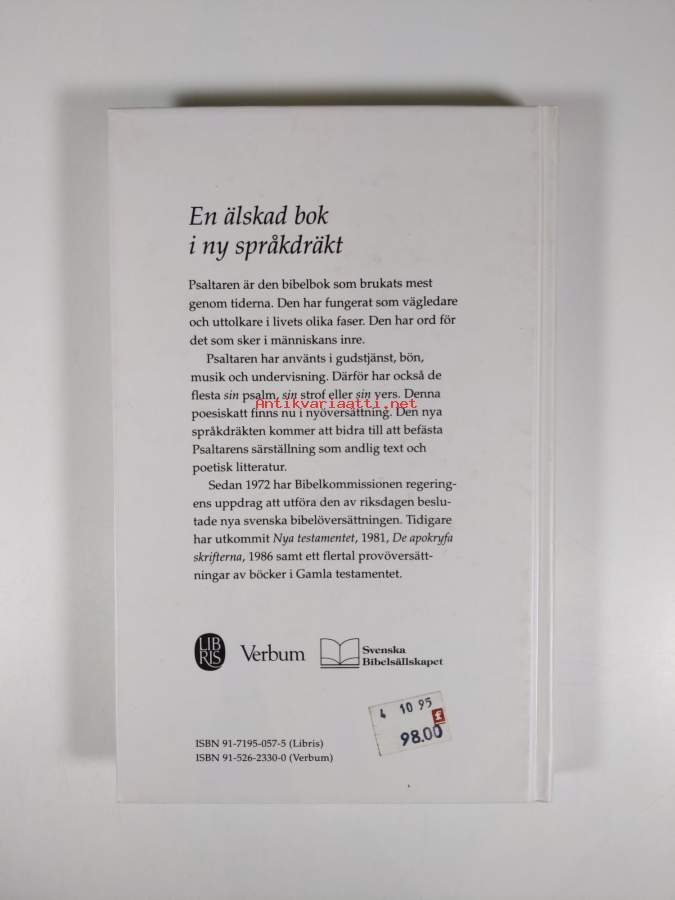 En älskad bok
i ny språkdräkt
Psaltaren är den bibelbok som brukats mest
genom tiderna. Den har fungerat som vägledare
och uttolkare i livets olika faser. Den har ord för
det som sker i människans inre.
Psaltaren har använts i gudstjänst, bön,
musik och undervisning. Därför har också de
flesta sin psalm, sin strof eller sin vers. Denna
Antikvariaatti.net
poesiskatt finns nu i nyöversättning. Den nya
språkdräkten kommer att bidra till att befästa
Psaltarens särställning som andlig text och
poetisk litteratur.
Sedan 1972 har Bibelkommissionen regering-
ens uppdrag att utföra den av riksdagen beslu-
tade nya svenska bibelöversättningen. Tidigare
har utkommit Nya testamentet, 1981, De apokryfa
skrifterna, 1986 samt ett flertal provöversätt-
ningar av böcker i Gamla testamentet.
LIB
RIS
Verbum
Svenska
Bibelsällskapet
4 10 95
f
98.00
ISBN 91-7195-057-5 (Libris)
ISBN 91-526-2330-0 (Verbum)